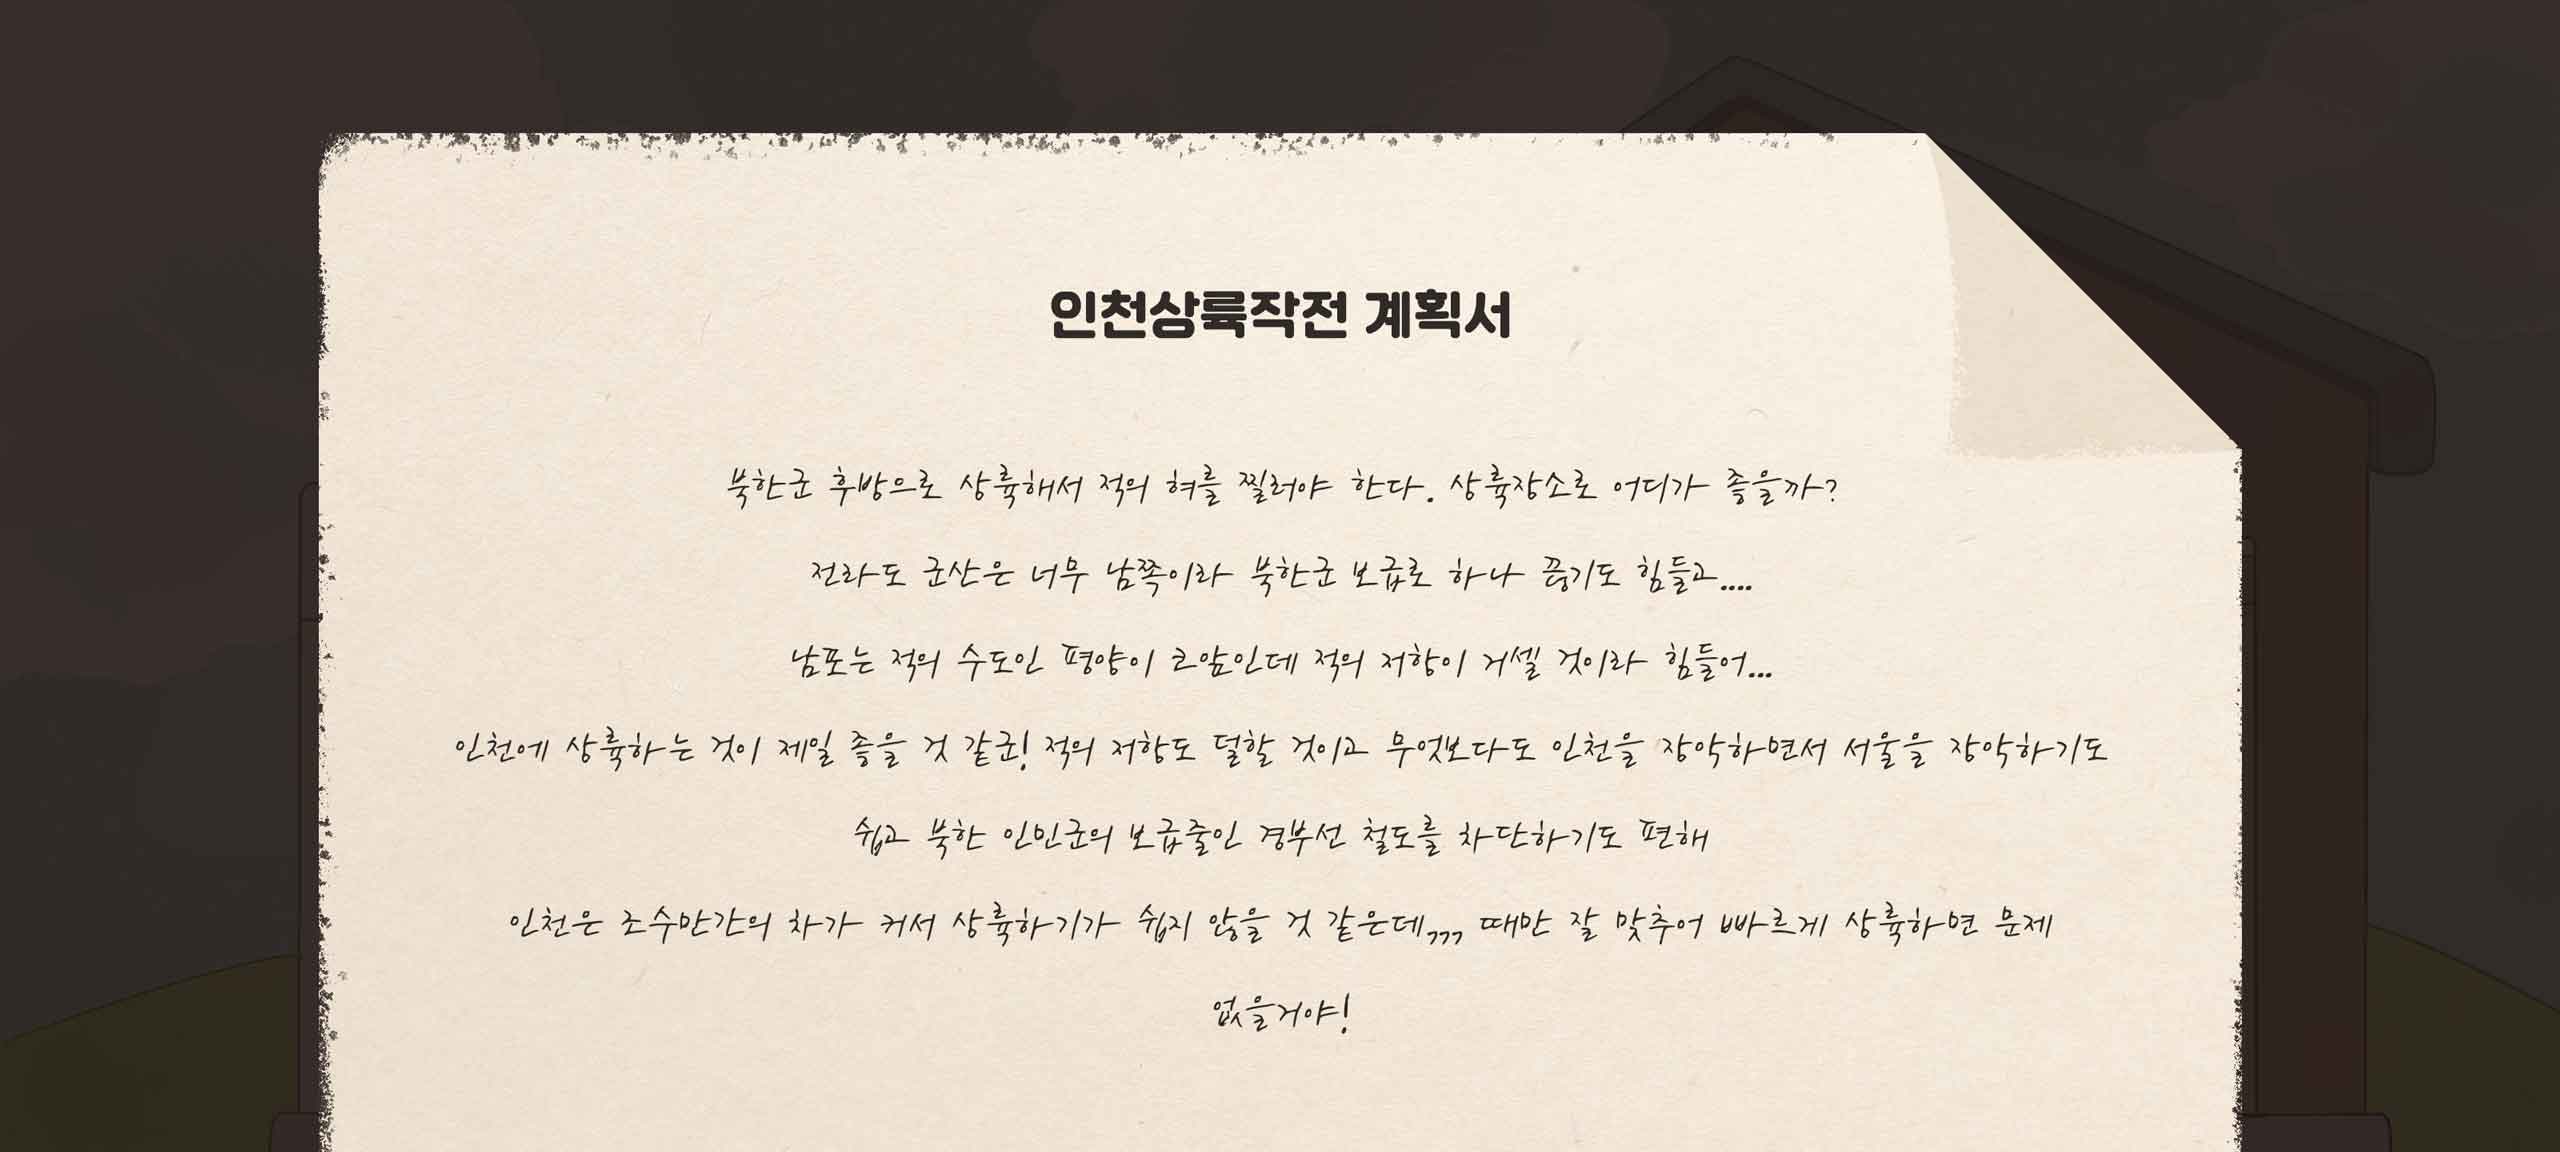 인천상륙작전 계획서
북한군 후방으로 상륙해서 적의 허를 찔러야 한다. 상륙장소로 어디가 좋을까?
전라도 군산은 너무 남쪽이라 북한군 보급로 하나 끊기도 힘들고....
남포는 적의 수도인 평양이 코앞인데 적의 저항이 거셀 것이라 힘들어...
인천에 상륙하는 것이 제일 좋을 것 같군! 적의 저항도 덜할 것이고 무엇보다도 인천을 장악하면서 서울을 장악하기도
쉽고 북한 인민군의 보급줄인 경부선 철도를 차단하기도 편해
인천은 조수만간의 차가 커서 상륙하기가 쉽지 않을 것 같은데,,, 때만 잘 맞추어 빠르게 상륙하면 문제
없을거야!